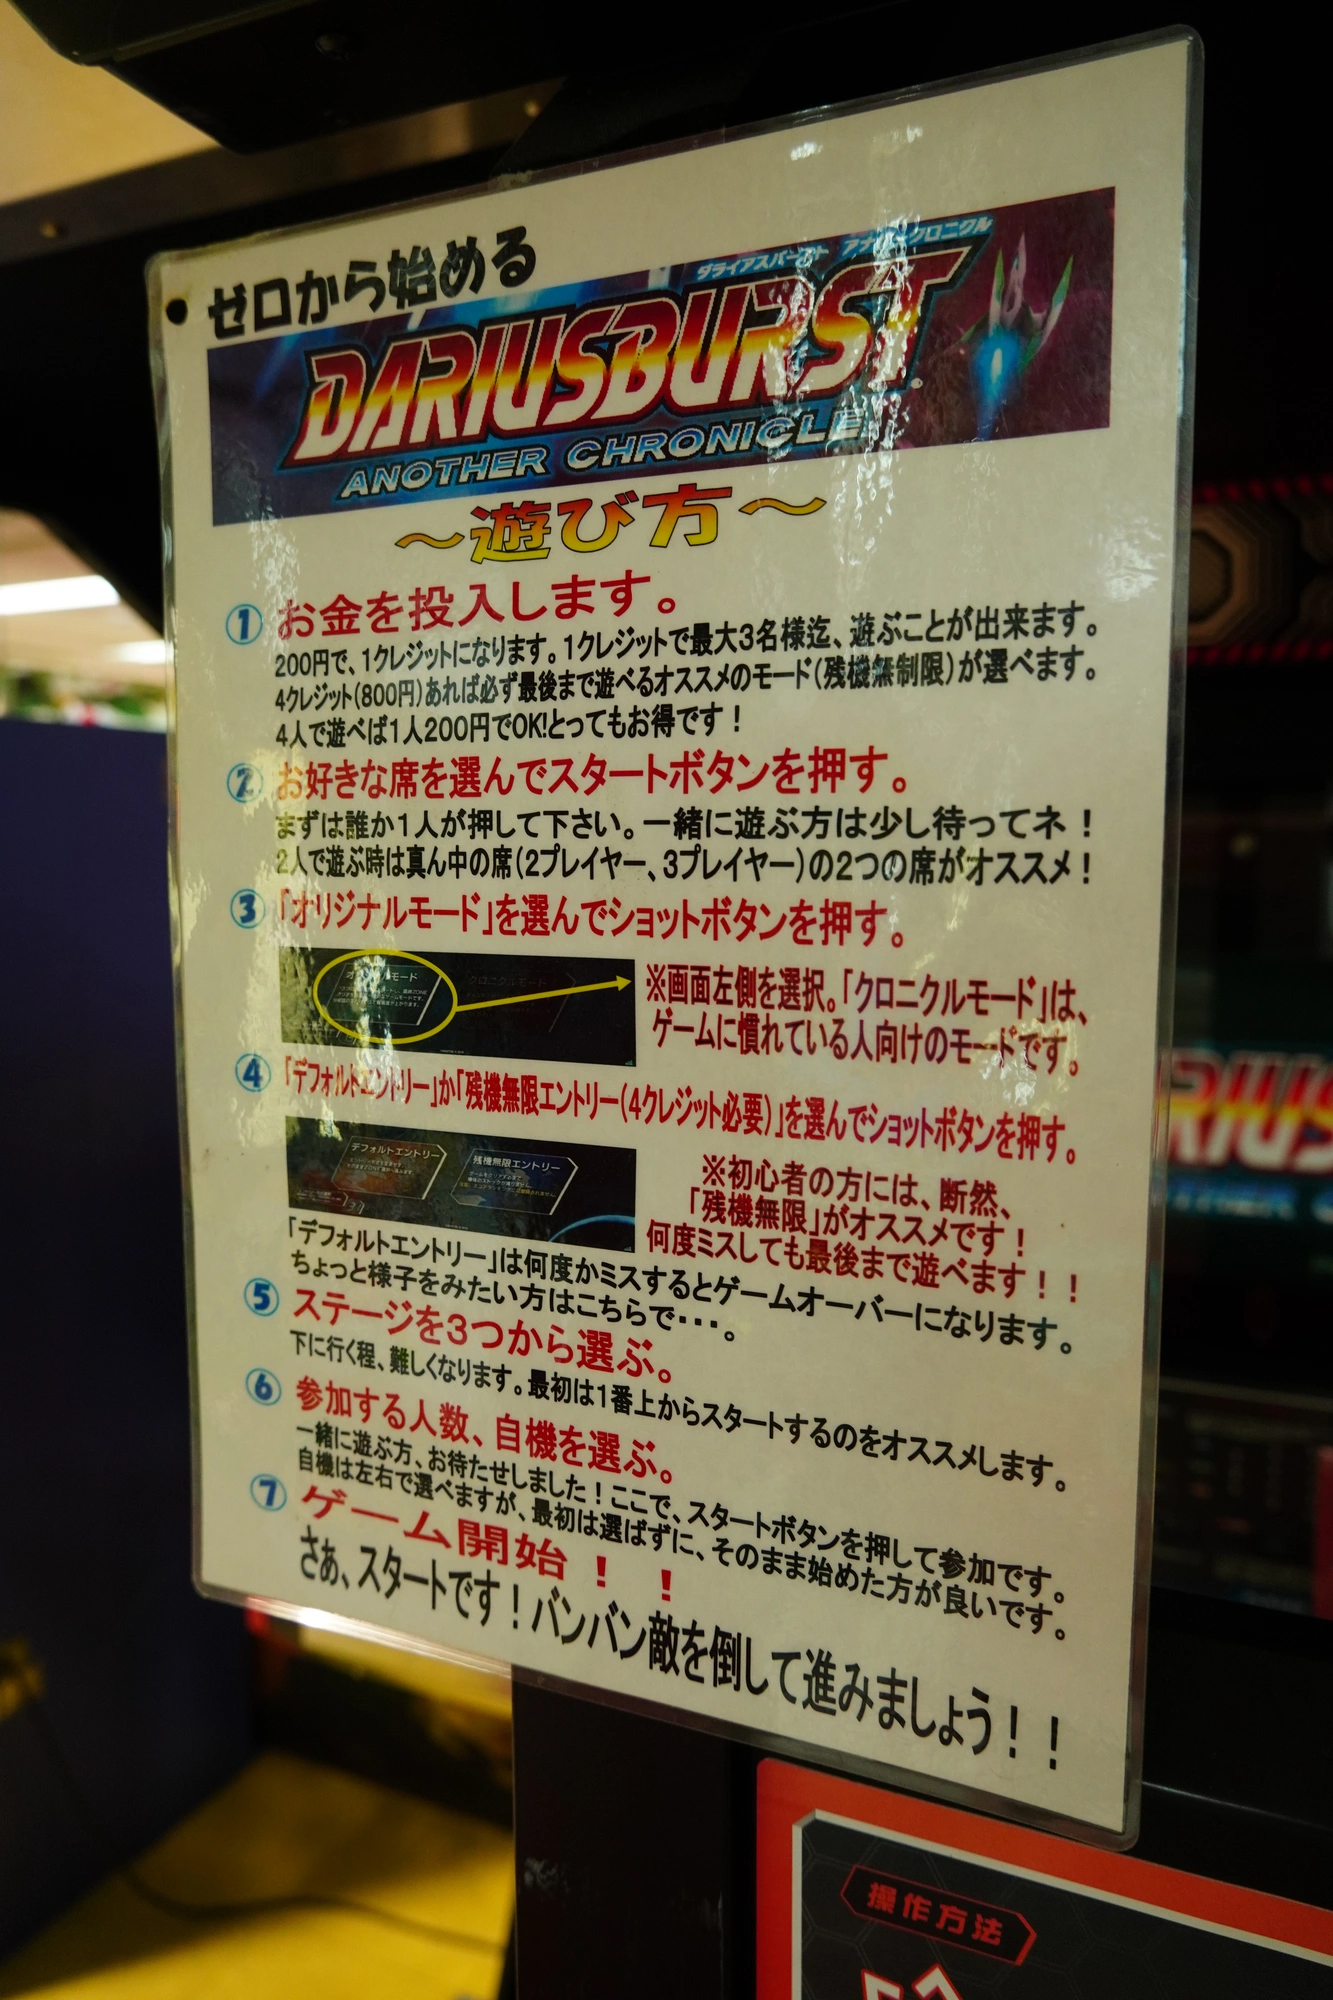 ゼロから始める
ダライアスバースト アナザークロニクル
DARIUSBURST
ANOTHER CHRONICLE
～遊び方～
① お金を投入します。
200円で、1クレジットになります。1クレジットで最大3名様迄、遊ぶことが出来ます。
4クレジット(800円)あれば必ず最後まで遊べるオススメのモード(残機無制限)が選べます。
4人で遊べば1人200円でOK!とってもお得です！
② お好きな席を選んでスタートボタンを押す。
まずは誰か1人が押して下さい。一緒に遊ぶ方は少し待ってネ！
2人で遊ぶ時は真ん中の席(2プレイヤー、3プレイヤー)の2つの席がオススメ！
③ 「オリジナルモード」を選んでショットボタンを押す。
オリジナルモード
クロニクルモード
※画面左側を選択。「クロニクルモード」は、
ゲームに慣れている人向けのモードです。
④ 「デフォルトエントリー」か「残機無限エントリー(4クレジット必要)」を選んでショットボタンを押す。
デフォルトエントリー
残機無限エントリー
※初心者の方には、断然、
「残機無限」がオススメです！
何度ミスしても最後まで遊べます！！
「デフォルトエントリー」は何度かミスするとゲームオーバーになります。
ちょっと様子をみたい方はこちらで・・・。
⑤ ステージを3つから選ぶ。
下に行く程、難しくなります。最初は1番上からスタートするのをオススメします。
⑥ 参加する人数、自機を選ぶ。
一緒に遊ぶ方、お待たせしました！ここで、スタートボタンを押して参加です。
自機は左右で選べますが、最初は選ばずに、そのまま始めた方が良いです。
⑦ ゲーム開始！！
さぁ、スタートです！バンバン敵を倒して進みましょう！！
RIUS
操作方法